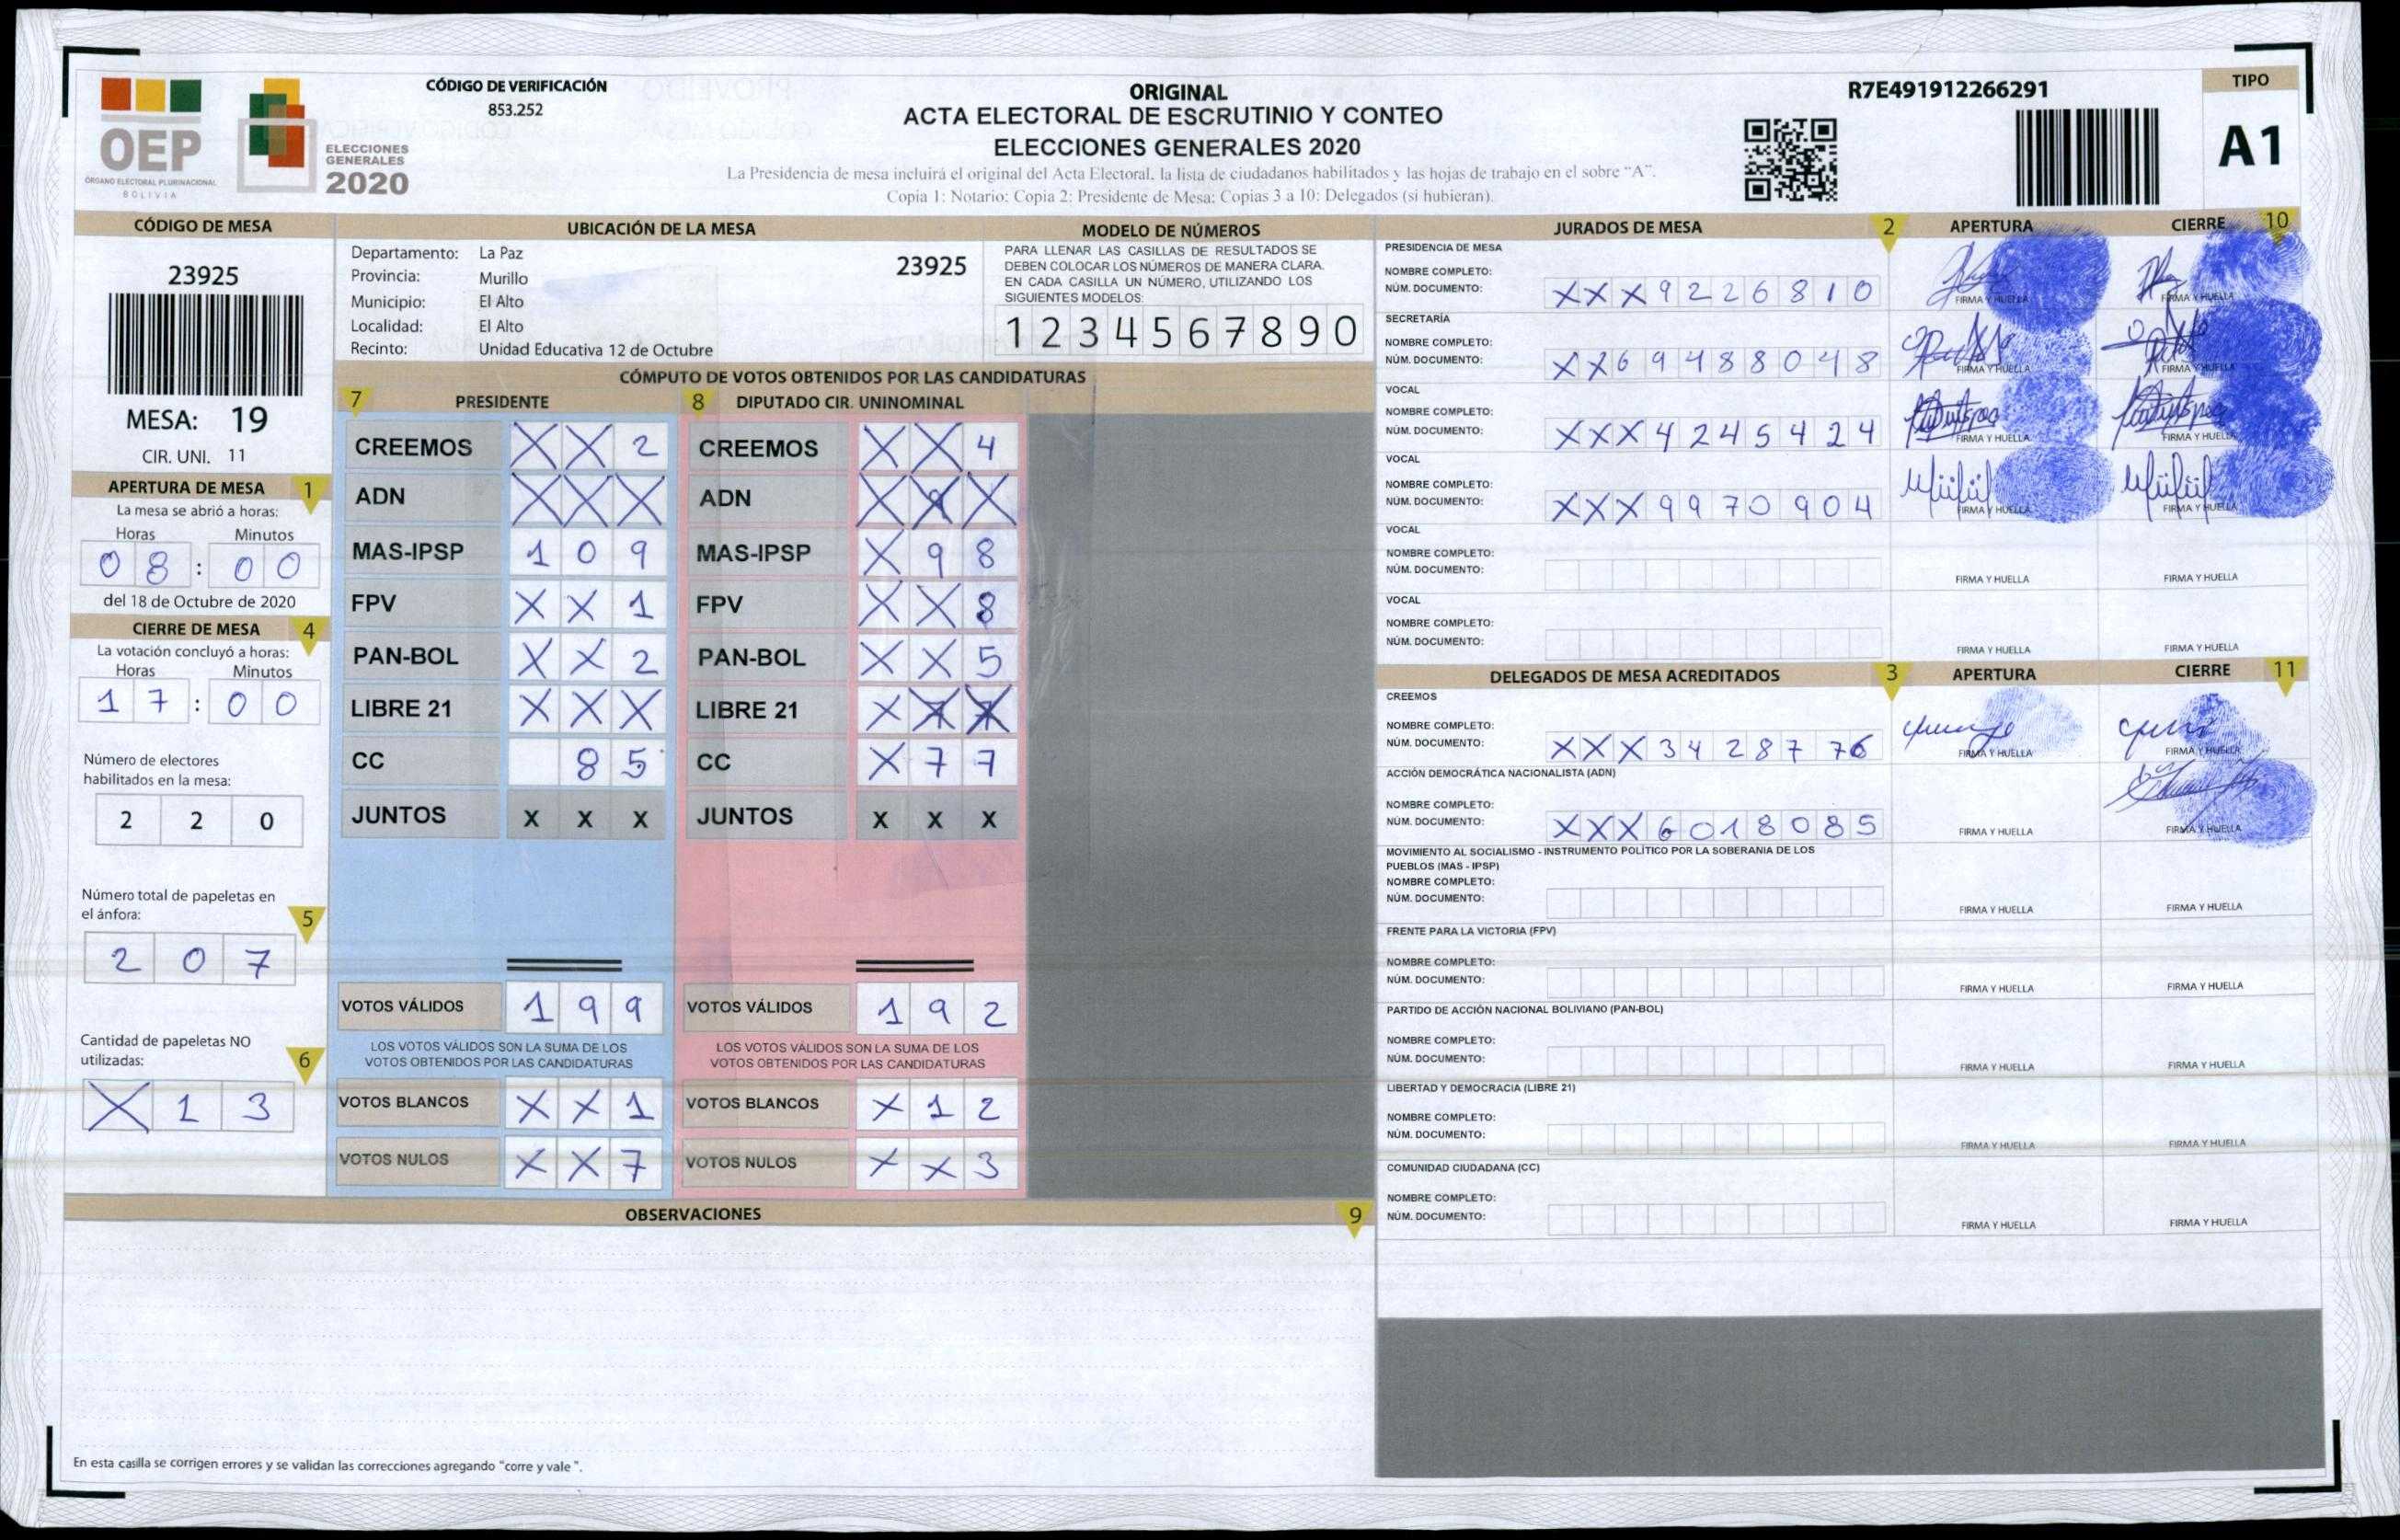 CÓDIGO DE VERIFICACIÓN
853.252
OEP
ÓRGANO ELECTORAL PLURINACIONAL
BOLIVIA
ELECCIONES
GENERALES
2020
ORIGINAL
ACTA ELECTORAL DE ESCRUTINIO Y CONTEO
ELECCIONES GENERALES 2020
La Presidencia de mesa incluirá el original del Acta Electoral, la lista de ciudadanos habilitados y las hojas de trabajo en el sobre "A".
Copia 1: Notario: Copia 2: Presidente de Mesa: Copias 3 a 10: Delegados (si hubieran).
R7E491912266291
TIPO
A1
CÓDIGO DE MESA
23925
MESA: 19
CIR. UNI. 11
APERTURA DE MESA 1
La mesa se abrió a horas:
Horas Minutos
0 8 : 0 0
del 18 de Octubre de 2020
CIERRE DE MESA 4
La votación concluyó a horas:
Horas Minutos
1 7 : 0 0
Número de electores
habilitados en la mesa:
2 2 0
Número total de papeletas en
el ánfora: 5
2 0 7
Cantidad de papeletas NO
utilizadas: 6
X 1 3
UBICACIÓN DE LA MESA
Departamento: La Paz
23925
Provincia: Murillo
Municipio: El Alto
Localidad: El Alto
Recinto: Unidad Educativa 12 de Octubre
MODELO DE NÚMEROS
PARA LLENAR LAS CASILLAS DE RESULTADOS SE
DEBEN COLOCAR LOS NÚMEROS DE MANERA CLARA.
EN CADA CASILLA UN NÚMERO, UTILIZANDO LOS
SIGUIENTES MODELOS:
1 2 3 4 5 6 7 8 9 0
CÓMPUTO DE VOTOS OBTENIDOS POR LAS CANDIDATURAS
7 PRESIDENTE 8 DIPUTADO CIR. UNINOMINAL
CREEMOS X X 2 CREEMOS X X 4
ADN X X X ADN X X X
MAS-IPSP 1 0 9 MAS-IPSP X 9 8
FPV X X 1 FPV X X 8
PAN-BOL X X 2 PAN-BOL X X 5
LIBRE 21 X X X LIBRE 21 X X X
CC 8 5 CC X 7 7
JUNTOS X X X JUNTOS X X X
VOTOS VÁLIDOS 1 9 9 VOTOS VÁLIDOS 1 9 2
LOS VOTOS VÁLIDOS SON LA SUMA DE LOS LOS VOTOS VÁLIDOS SON LA SUMA DE LOS
VOTOS OBTENIDOS POR LAS CANDIDATURAS VOTOS OBTENIDOS POR LAS CANDIDATURAS
VOTOS BLANCOS X X 1 VOTOS BLANCOS X 1 2
VOTOS NULOS X X 7 VOTOS NULOS X X 3
OBSERVACIONES 9
En esta casilla se corrigen errores y se validan las correcciones agregando "corre y vale ".
JURADOS DE MESA 2 APERTURA CIERRE 10
PRESIDENCIA DE MESA
NOMBRE COMPLETO:
NÚM. DOCUMENTO: X X X 9 2 2 6 8 1 0 FIRMA Y HUELLA FIRMA Y HUELLA
SECRETARÍA
NOMBRE COMPLETO:
NÚM. DOCUMENTO: X X 6 9 4 8 8 0 4 8 FIRMA Y HUELLA FIRMA Y HUELLA
VOCAL
NOMBRE COMPLETO:
NÚM. DOCUMENTO: X X X 4 2 4 5 4 2 4 FIRMA Y HUELLA FIRMA Y HUELLA
VOCAL
NOMBRE COMPLETO:
NÚM. DOCUMENTO: X X X 9 9 7 0 9 0 4 FIRMA Y HUELLA FIRMA Y HUELLA
VOCAL
NOMBRE COMPLETO:
NÚM. DOCUMENTO: FIRMA Y HUELLA FIRMA Y HUELLA
VOCAL
NOMBRE COMPLETO:
NÚM. DOCUMENTO: FIRMA Y HUELLA FIRMA Y HUELLA
DELEGADOS DE MESA ACREDITADOS 3 APERTURA CIERRE 11
CREEMOS
NOMBRE COMPLETO:
NÚM. DOCUMENTO: X X X 3 4 2 8 7 7 6 FIRMA Y HUELLA FIRMA Y HUELLA
ACCIÓN DEMOCRÁTICA NACIONALISTA (ADN)
NOMBRE COMPLETO:
NÚM. DOCUMENTO: X X X 6 0 1 8 0 8 5 FIRMA Y HUELLA FIRMA Y HUELLA
MOVIMIENTO AL SOCIALISMO - INSTRUMENTO POLÍTICO POR LA SOBERANIA DE LOS
PUEBLOS (MAS - IPSP)
NOMBRE COMPLETO:
NÚM. DOCUMENTO: FIRMA Y HUELLA FIRMA Y HUELLA
FRENTE PARA LA VICTORIA (FPV)
NOMBRE COMPLETO:
NÚM. DOCUMENTO: FIRMA Y HUELLA FIRMA Y HUELLA
PARTIDO DE ACCIÓN NACIONAL BOLIVIANO (PAN-BOL)
NOMBRE COMPLETO:
NÚM. DOCUMENTO: FIRMA Y HUELLA FIRMA Y HUELLA
LIBERTAD Y DEMOCRACIA (LIBRE 21)
NOMBRE COMPLETO:
NÚM. DOCUMENTO: FIRMA Y HUELLA FIRMA Y HUELLA
COMUNIDAD CIUDADANA (CC)
NOMBRE COMPLETO:
NÚM. DOCUMENTO: FIRMA Y HUELLA FIRMA Y HUELLA